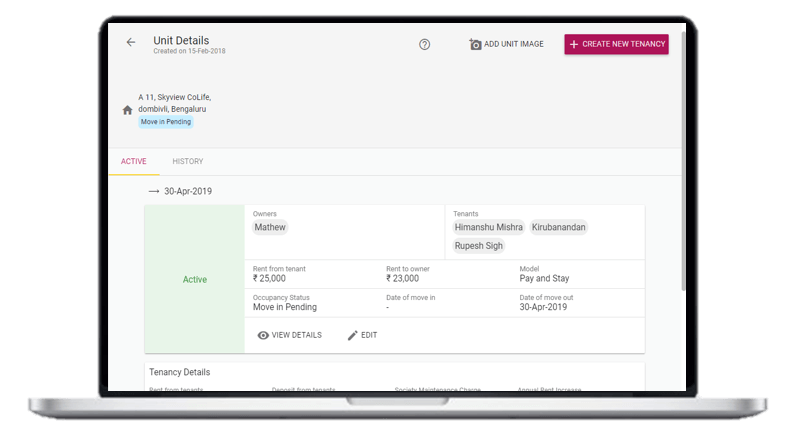 Unit Details
Created on 15-Feb-2018
ADD UNIT IMAGE
+ CREATE NEW TENANCY
A 11, Skyview CoLife,
dombivli, Bengaluru
Move in Pending
ACTIVE
HISTORY
→ 30-Apr-2019
Active
Owners
Mathew
Tenants
Himanshu Mishra Kirubanandan
Rupesh Sigh
Rent from tenant
₹ 25,000
Rent to owner
₹ 23,000
Model
Pay and Stay
Occupancy Status
Move in Pending
Date of move in
-
Date of move out
30-Apr-2019
VIEW DETAILS
EDIT
Tenancy Details
Rent from tenants
Deposit from tenants
Society Maintenance Charge
Annual Rent Increase